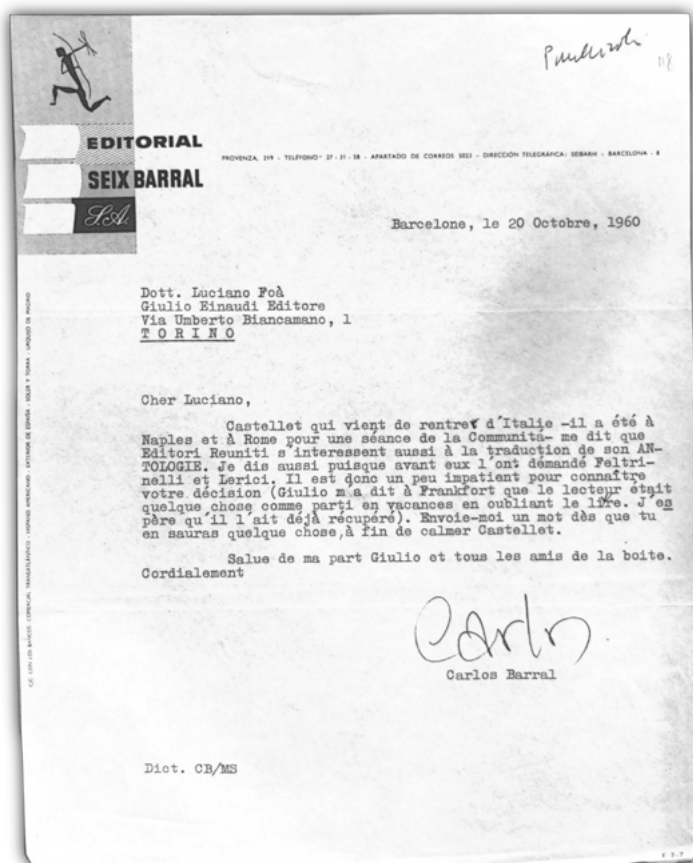 EDITORIAL
SEIX BARRAL
S.A.
PROVENZA, 219 - TELÉFONO 37-31-58 - APARTADO DE CORREOS 5023 - DIRECCIÓN TELEGRÁFICA: SEIBARH - BARCELONA - 8
Barcelone, le 20 Octobre, 1960
Dott. Luciano Foà
Giulio Einaudi Editore
Via Umberto Biancamano, 1
T O R I N O
Cher Luciano,
Castellet qui vient de rentrer d'Italie -il a été à
Naples et à Rome pour une séance de la Communità- me dit que
Editori Reuniti s'interessent aussi à la traduction de son AN-
TOLOGIE. Je dis aussi puisque avant eux l'ont démandé Feltri-
nelli et Lerici. Il est donc un peu impatient pour connaître
votre décision (Giulio m'a dit à Frankfort que le lecteur était
quelque chose comme parti en vacances en oubliant le livre. J'es
père qu'il l'ait déjà récupéré). Envoie-moi un mot dès que tu
en sauras quelque chose, à fin de calmer Castellet.
Salue de ma part Giulio et tous les amis de la boite.
Cordialement
Carlos
Carlos Barral
Dict. CB/MS